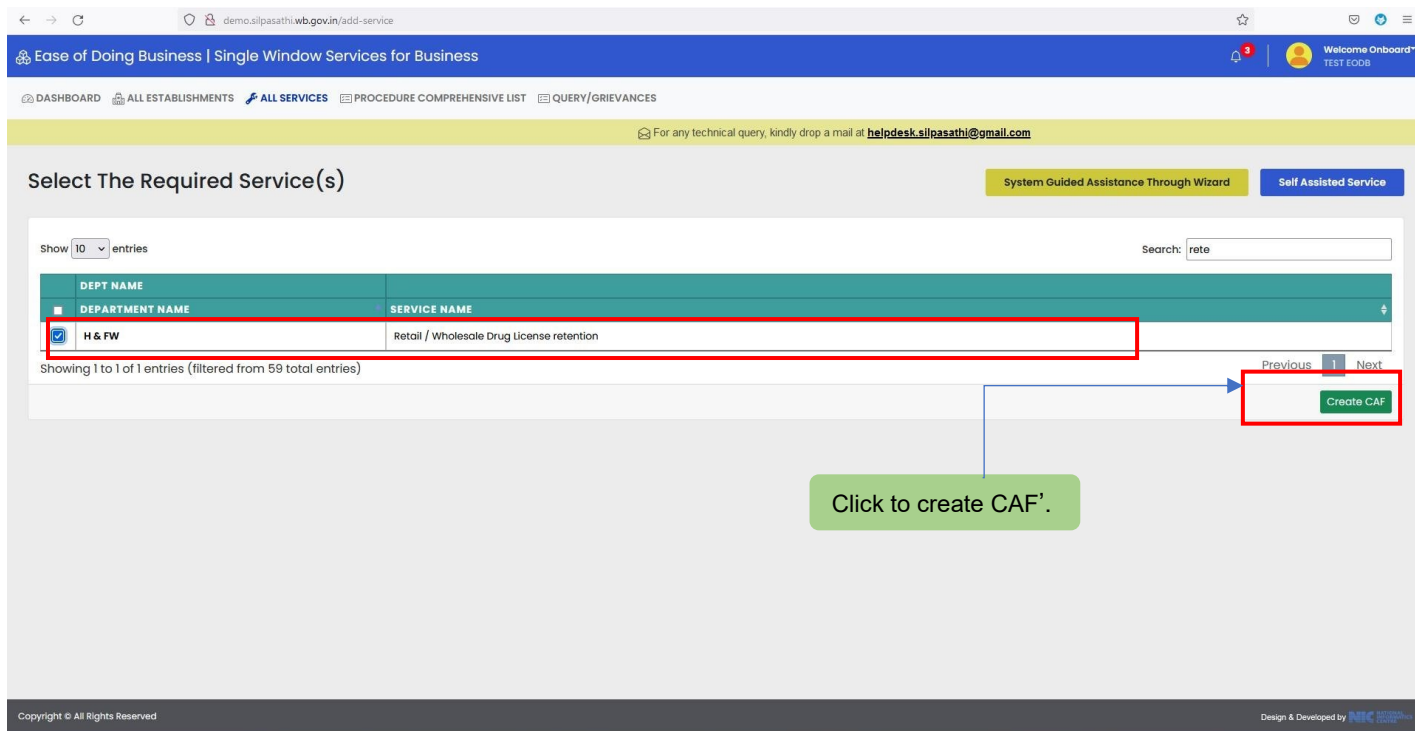 demo.silpasathi.wb.gov.in/add-service
Ease of Doing Business | Single Window Services for Business
3
Welcome Onboard
TEST EODB
DASHBOARD ALL ESTABLISHMENTS ALL SERVICES PROCEDURE COMPREHENSIVE LIST QUERY/GRIEVANCES
For any technical query, kindly drop a mail at helpdesk.silpasathi@gmail.com
Select The Required Service(s)
System Guided Assistance Through Wizard
Self Assisted Service
Show 10 entries
Search: rete
DEPT NAME
DEPARTMENT NAME SERVICE NAME
H & FW Retail / Wholesale Drug License retention
Showing 1 to 1 of 1 entries (filtered from 59 total entries)
Previous 1 Next
Create CAF
Click to create CAF’.
Copyright © All Rights Reserved
Design & Developed by NIC NATIONAL INFORMATICS CENTRE